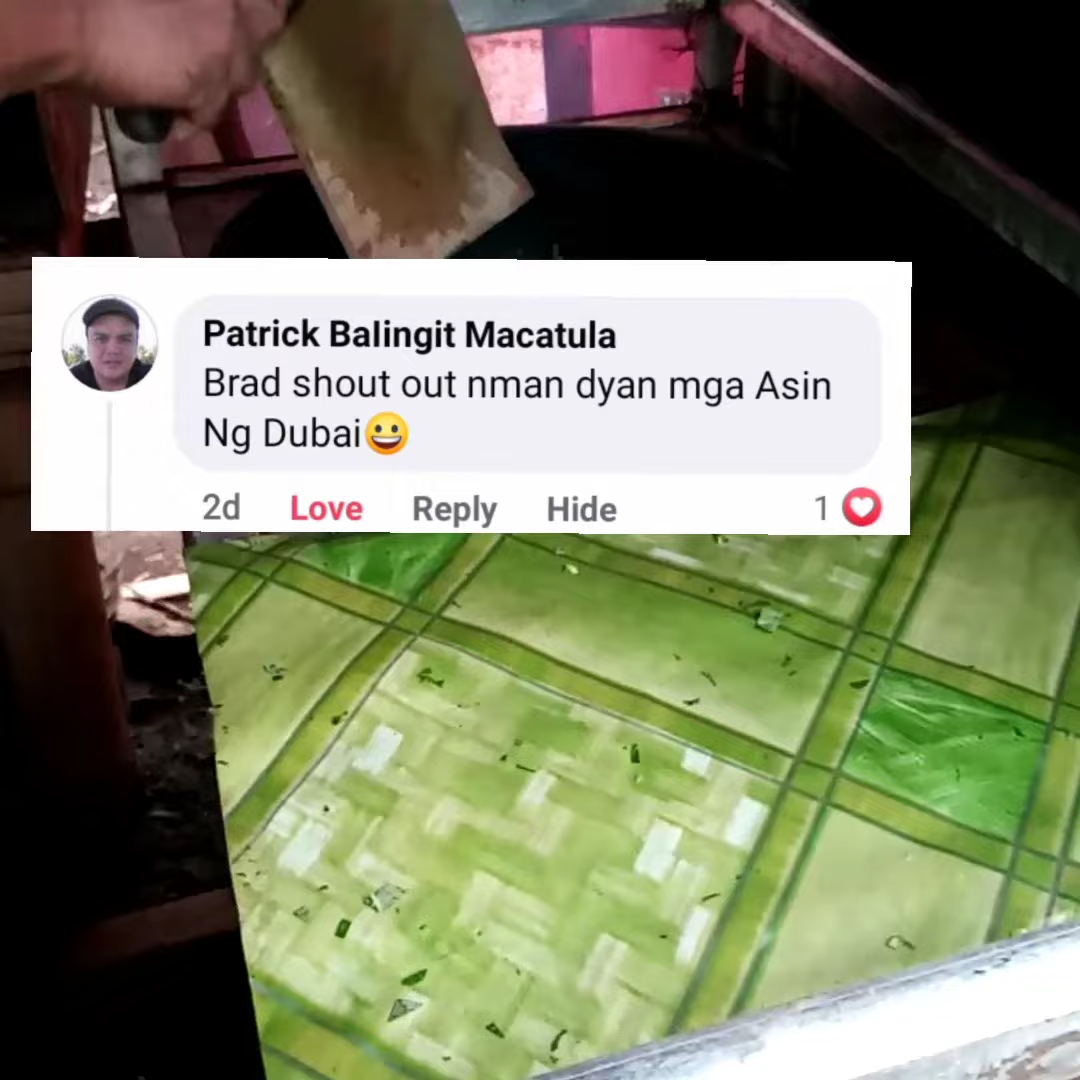 Patrick Balingit Macatula
Brad shout out nman dyan mga Asin
Ng Dubai😀
2d Love Reply Hide 1